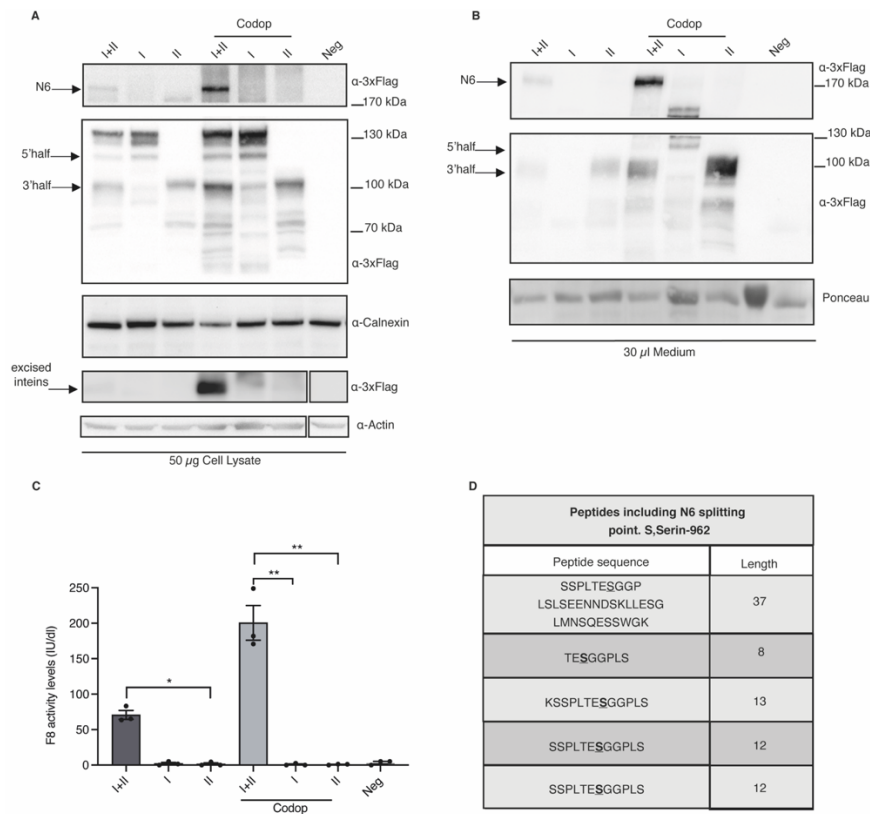 A
Codop
I+II
I
II
I+II
I
II
Neg
N6
α-3xFlag
170 kDa
130 kDa
5'half
3'half
100 kDa
70 kDa
α-3xFlag
α-Calnexin
excised
inteins
α-3xFlag
α-Actin
50 µg Cell Lysate
B
Codop
I+II
I
II
I+II
I
II
Neg
α-3xFlag
N6
170 kDa
130 kDa
5'half
100 kDa
3'half
α-3xFlag
Ponceau
30 µl Medium
C
F8 activity levels (IU/dl)
250
200
150
100
50
0
*
**
**
I+II
I
II
I+II
I
II
Neg
Codop
D
Peptides including N6 splitting
point. S,Serin-962
Peptide sequence
Length
SSPLTESGGP
LSLSEENNDSKLLESG
LMNSQESSWGK
37
TESGGPLS
8
KSSPLTESGGPLS
13
SSPLTESGGPLS
12
SSPLTESGGPLS
12